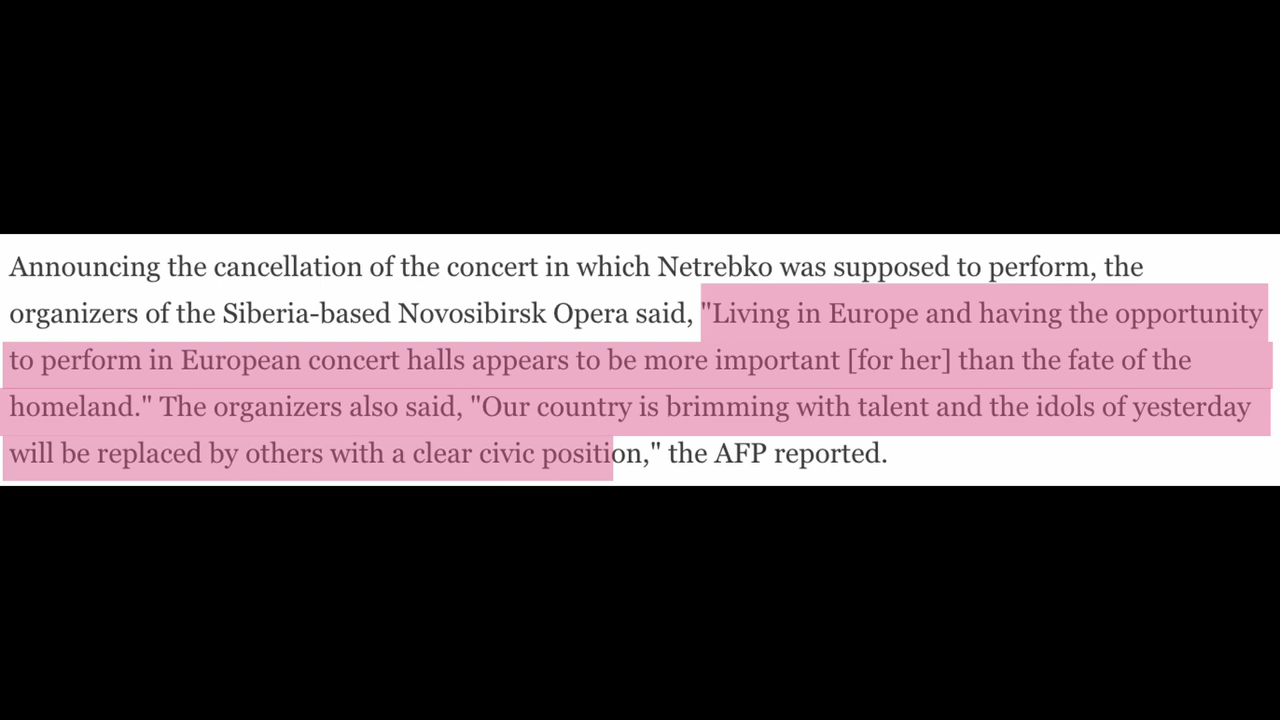 Announcing the cancellation of the concert in which Netrebko was supposed to perform, the
organizers of the Siberia-based Novosibirsk Opera said, "Living in Europe and having the opportunity
to perform in European concert halls appears to be more important [for her] than the fate of the
homeland." The organizers also said, "Our country is brimming with talent and the idols of yesterday
will be replaced by others with a clear civic position," the AFP reported.